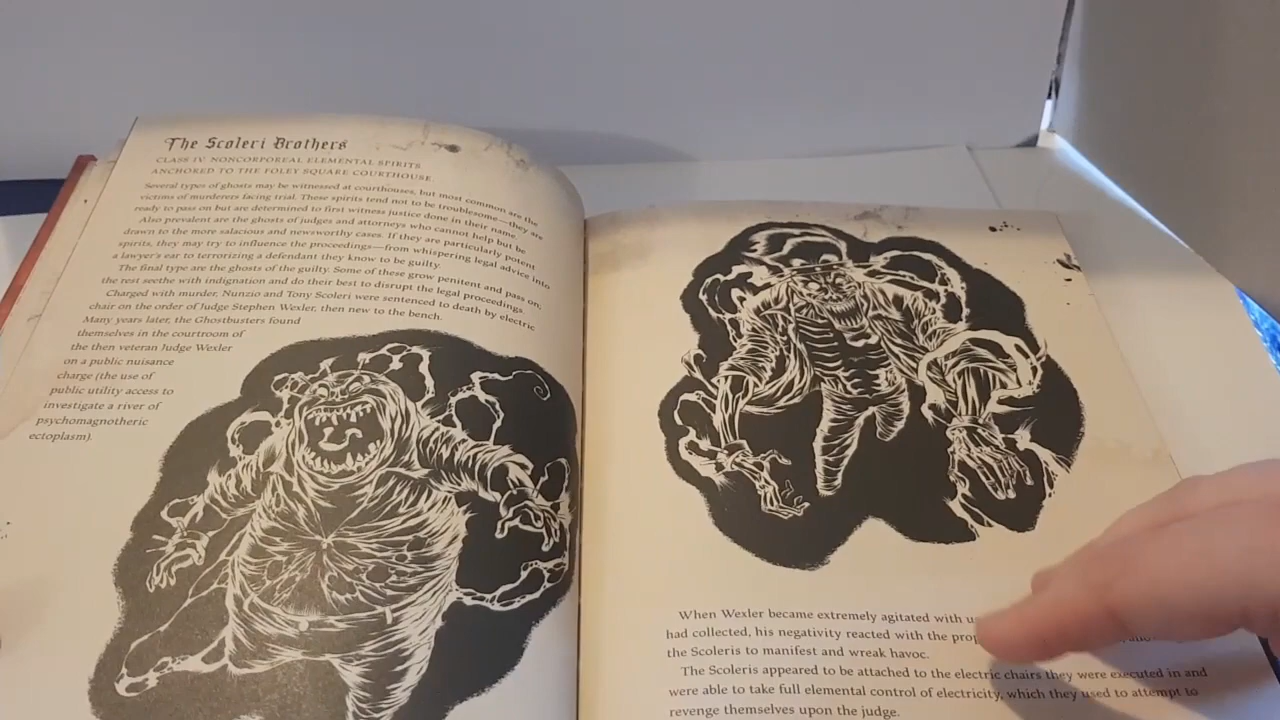 The Scoleri Brothers
CLASS IV: NONCORPOREAL ELEMENTAL SPIRITS
ANCHORED TO THE FOLEY SQUARE COURTHOUSE.
Several types of ghosts may be witnessed at courthouses, but most common are the
victims of murderers facing trial. These spirits tend not to be troublesome—they are
ready to pass on but are determined to first witness justice done in their name.
Also prevalent are the ghosts of judges and attorneys who cannot help but be
drawn to the more salacious and newsworthy cases. If they are particularly potent
spirits, they may try to influence the proceedings—from whispering legal advice into
a lawyer's ear to terrorizing a defendant they know to be guilty.
The final type are the ghosts of the guilty. Some of these grow penitent and pass on;
the rest seethe with indignation and do their best to disrupt the legal proceedings.
Charged with murder, Nunzio and Tony Scoleri were sentenced to death by electric
chair on the order of Judge Stephen Wexler, then new to the bench.
Many years later, the Ghostbusters found
themselves in the courtroom of
the then veteran Judge Wexler
on a public nuisance
charge (the use of
public utility access to
investigate a river of
psychomagnotheric
ectoplasm).
When Wexler became extremely agitated with
had collected, his negativity reacted with the
the Scoleris to manifest and wreak havoc.
The Scoleris appeared to be attached to the electric chairs they were executed in and
were able to take full elemental control of electricity, which they used to attempt to
revenge themselves upon the judge.